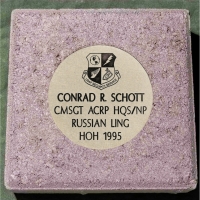 CONRAD R. SCHOTT
CMSGT ACRP HQS/NP
RUSSIAN LING
HOH 1995